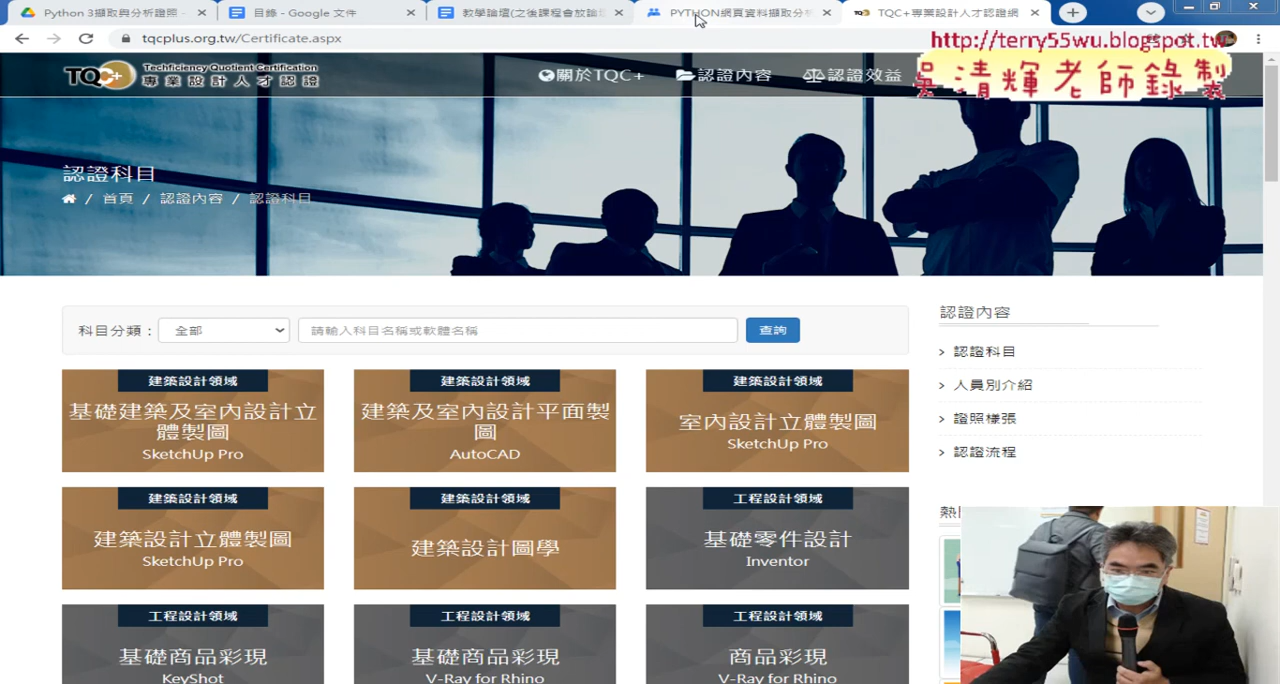 Python 3擷取與分析證照 -
目錄 - Google 文件
教學論壇(之後課程會放論壇
PYTHON網頁資料擷取分析
TQC+專業設計人才認證網
tqcplus.org.tw/Certificate.aspx
http://terry55wu.blogspot.tw
吳清輝老師錄製
TQC+
Techficiency Quotient Certification
專業設計人才認證
關於TQC+
認證內容
認證效益
認證科目
/ 首頁 / 認證內容 / 認證科目
科目分類：
全部
請輸入科目名稱或軟體名稱
查詢
建築設計領域
基礎建築及室內設計立
體製圖
SketchUp Pro
建築設計領域
建築及室內設計平面製
圖
AutoCAD
建築設計領域
室內設計立體製圖
SketchUp Pro
建築設計領域
建築設計立體製圖
SketchUp Pro
建築設計領域
建築設計圖學
工程設計領域
基礎零件設計
Inventor
工程設計領域
基礎商品彩現
KeyShot
工程設計領域
基礎商品彩現
V-Ray for Rhino
工程設計領域
商品彩現
V-Ray for Rhino
認證內容
> 認證科目
> 人員別介紹
> 證照樣張
> 認證流程